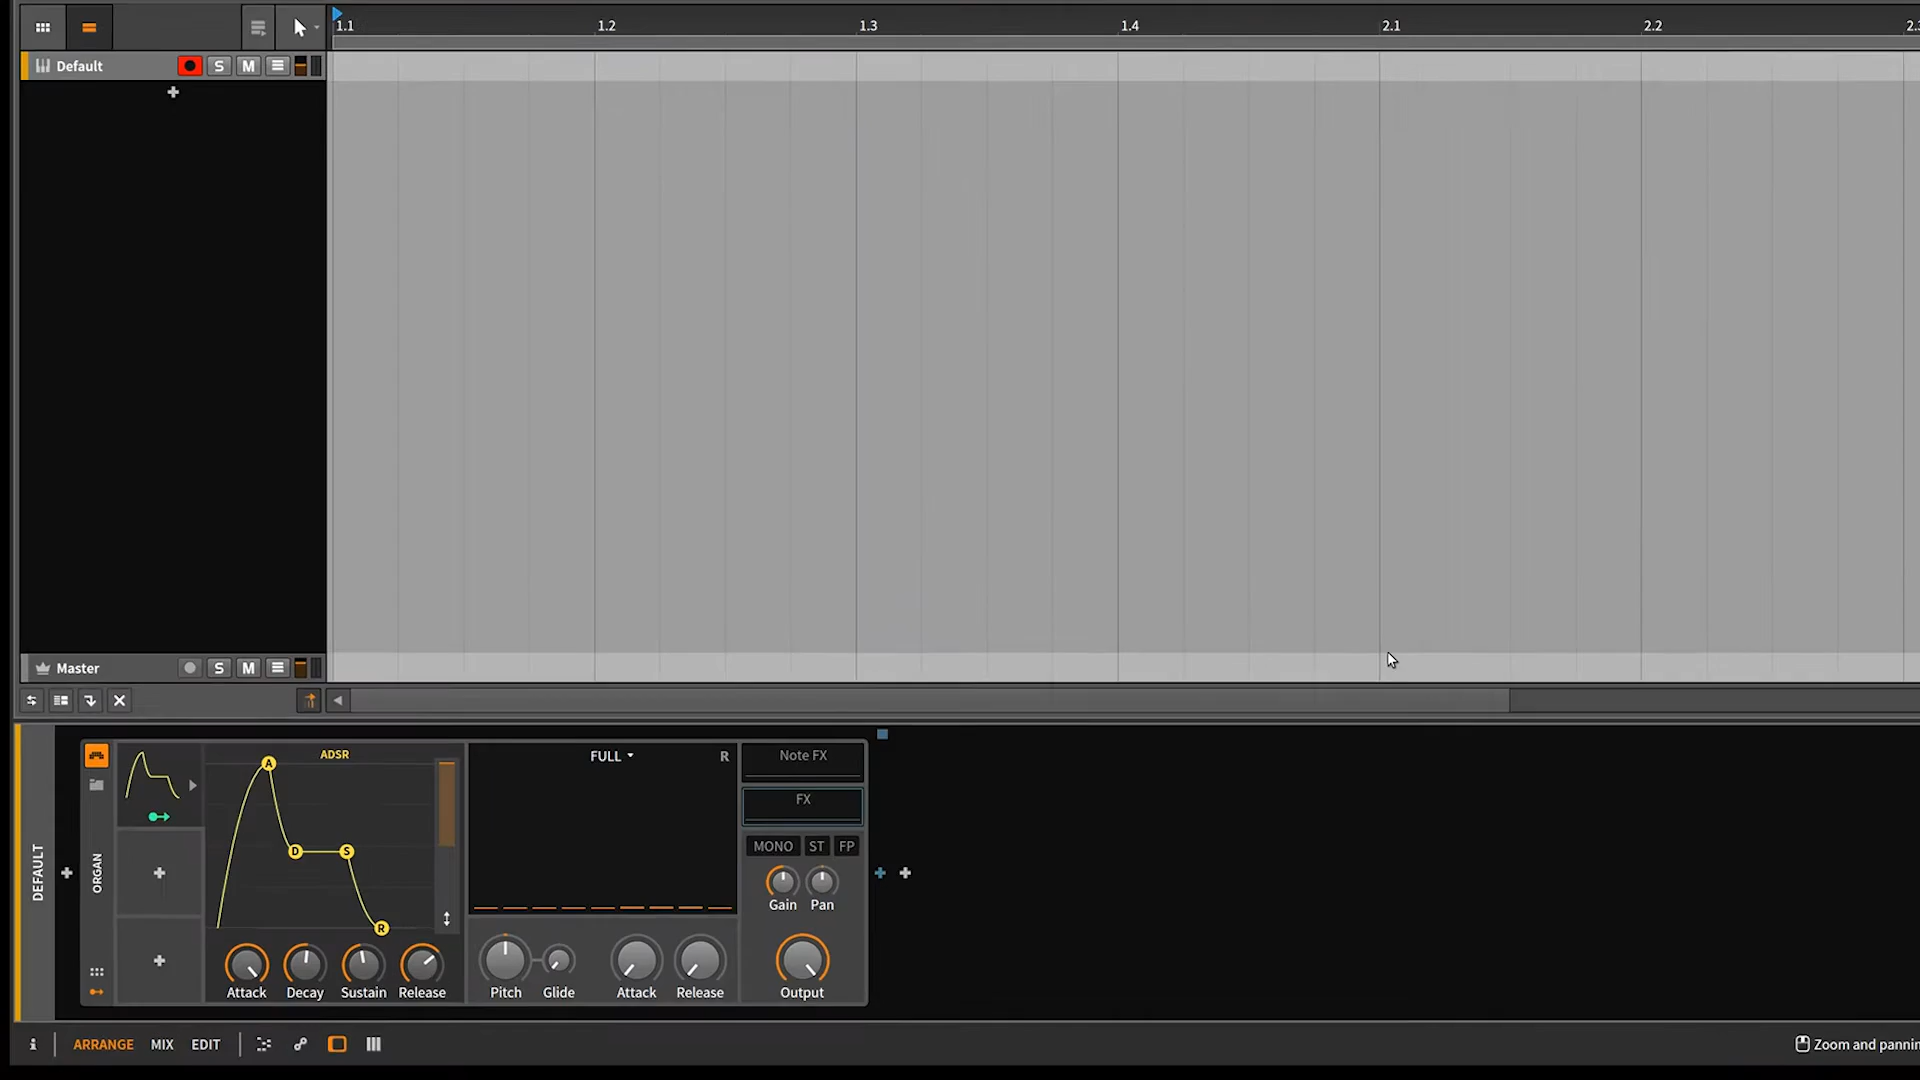 1.1 1.2 1.3 1.4 2.1 2.2
Default S M
Master S M
DEFAULT
ORGAN
ADSR
A
D S
R
Attack Decay Sustain Release
FULL R
Pitch Glide Attack Release
Note FX
FX
MONO ST FP
Gain Pan
Output
i ARRANGE MIX EDIT
Zoom and pannin